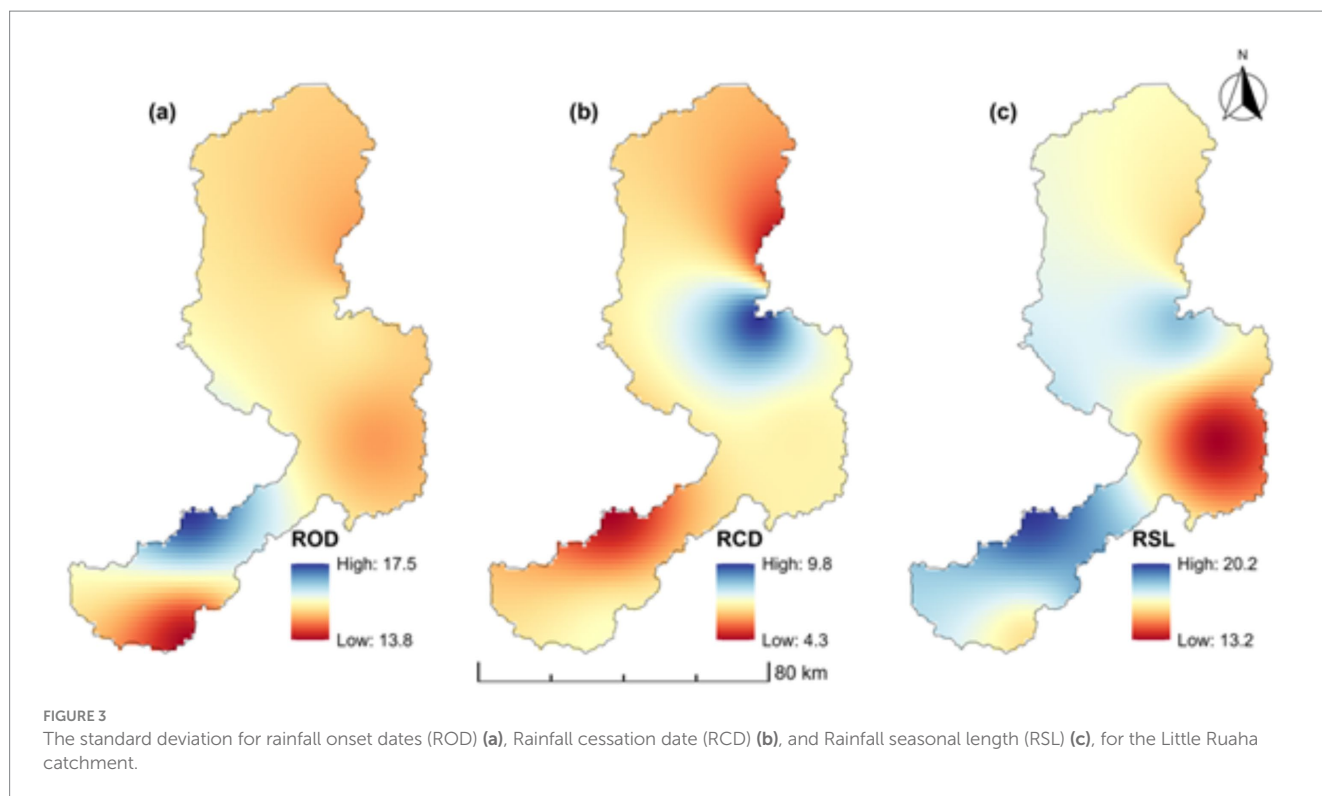 N
(a)
(b)
(c)
ROD
High: 17.5
Low: 13.8
RCD
High: 9.8
Low: 4.3
RSL
High: 20.2
Low: 13.2
80 km
FIGURE 3
The standard deviation for rainfall onset dates (ROD) (a), Rainfall cessation date (RCD) (b), and Rainfall seasonal length (RSL) (c), for the Little Ruaha
catchment.